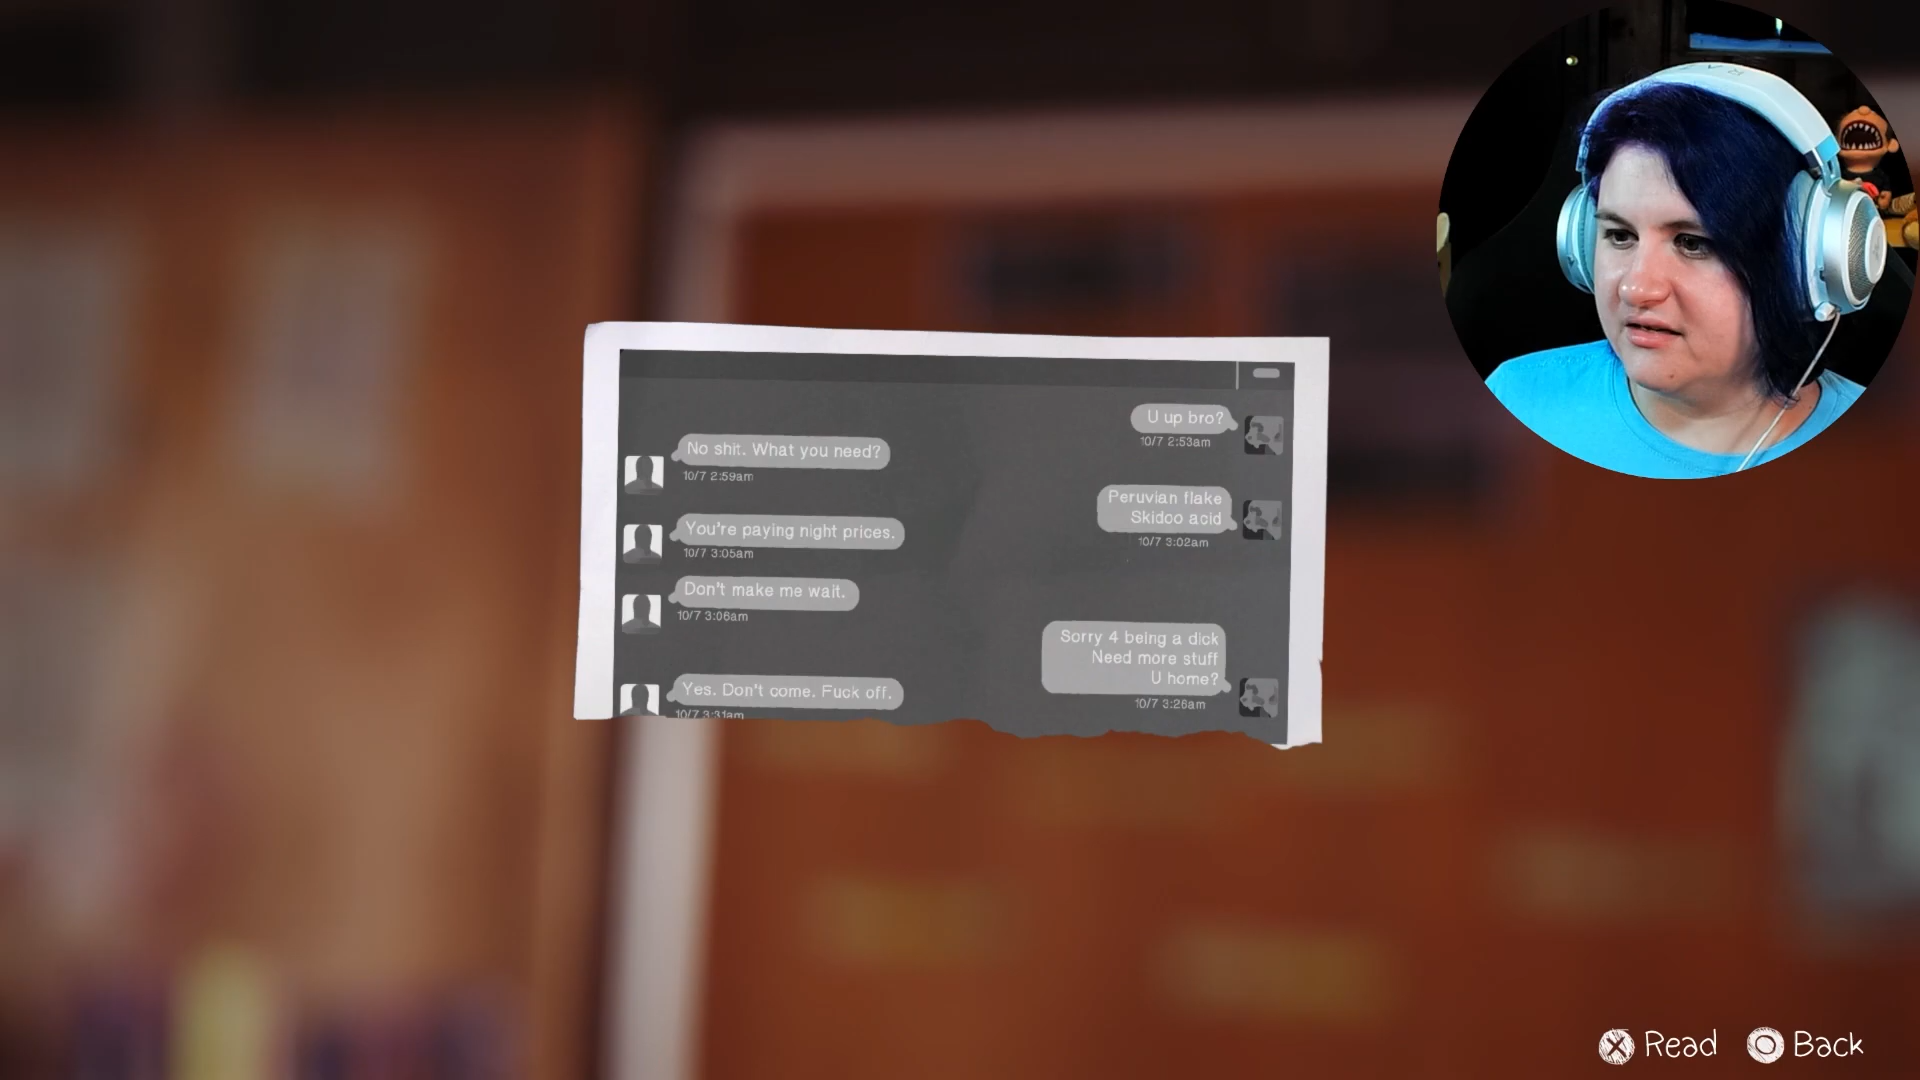 U up bro?
10/7 2:53am
No shit. What you need?
10/7 2:59am
Peruvian flake
Skidoo acid
10/7 3:02am
You're paying night prices.
10/7 3:05am
Don't make me wait.
10/7 3:06am
Sorry 4 being a dick
Need more stuff
U home?
10/7 3:26am
Yes. Don't come. Fuck off.
10/7 3:31am
Read
Back